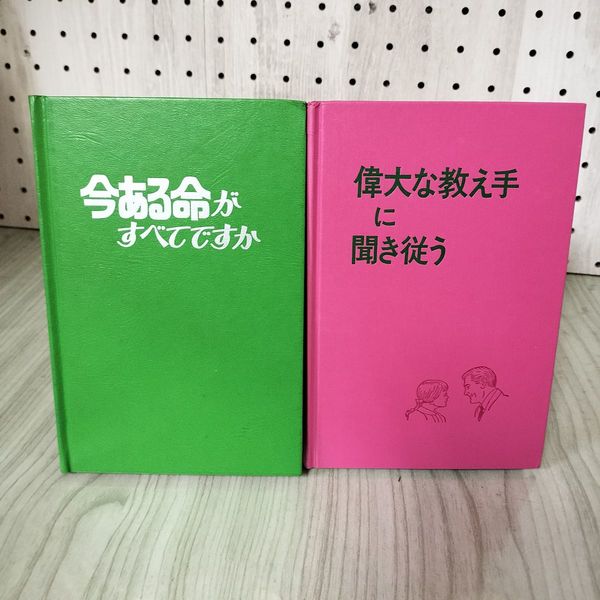 今ある命が
すべてですか
偉大な教え手
に
聞き従う